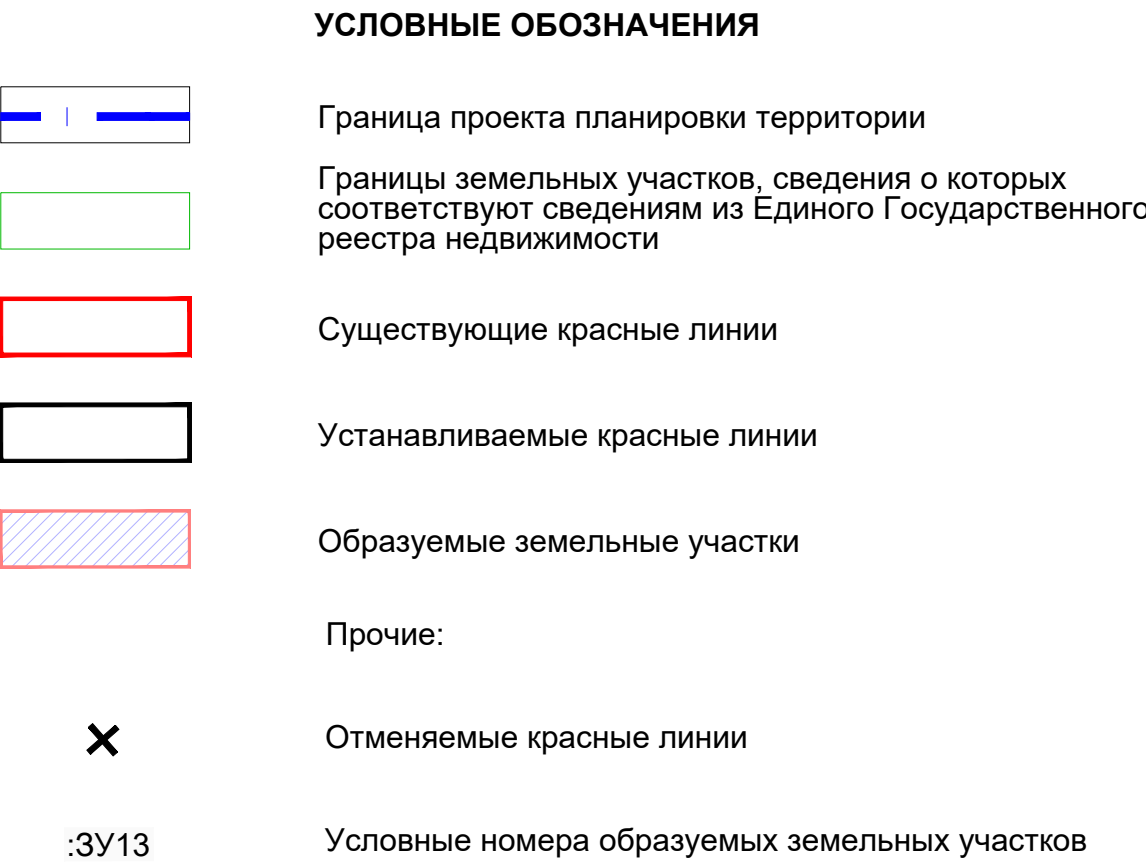 УСЛОВНЫЕ ОБОЗНАЧЕНИЯ
Граница проекта планировки территории
Границы земельных участков, сведения о которых
соответствуют сведениям из Единого Государственного
реестра недвижимости
Существующие красные линии
Устанавливаемые красные линии
Образуемые земельные участки
Прочие:
Отменяемые красные линии
:ЗУ13 Условные номера образуемых земельных участков